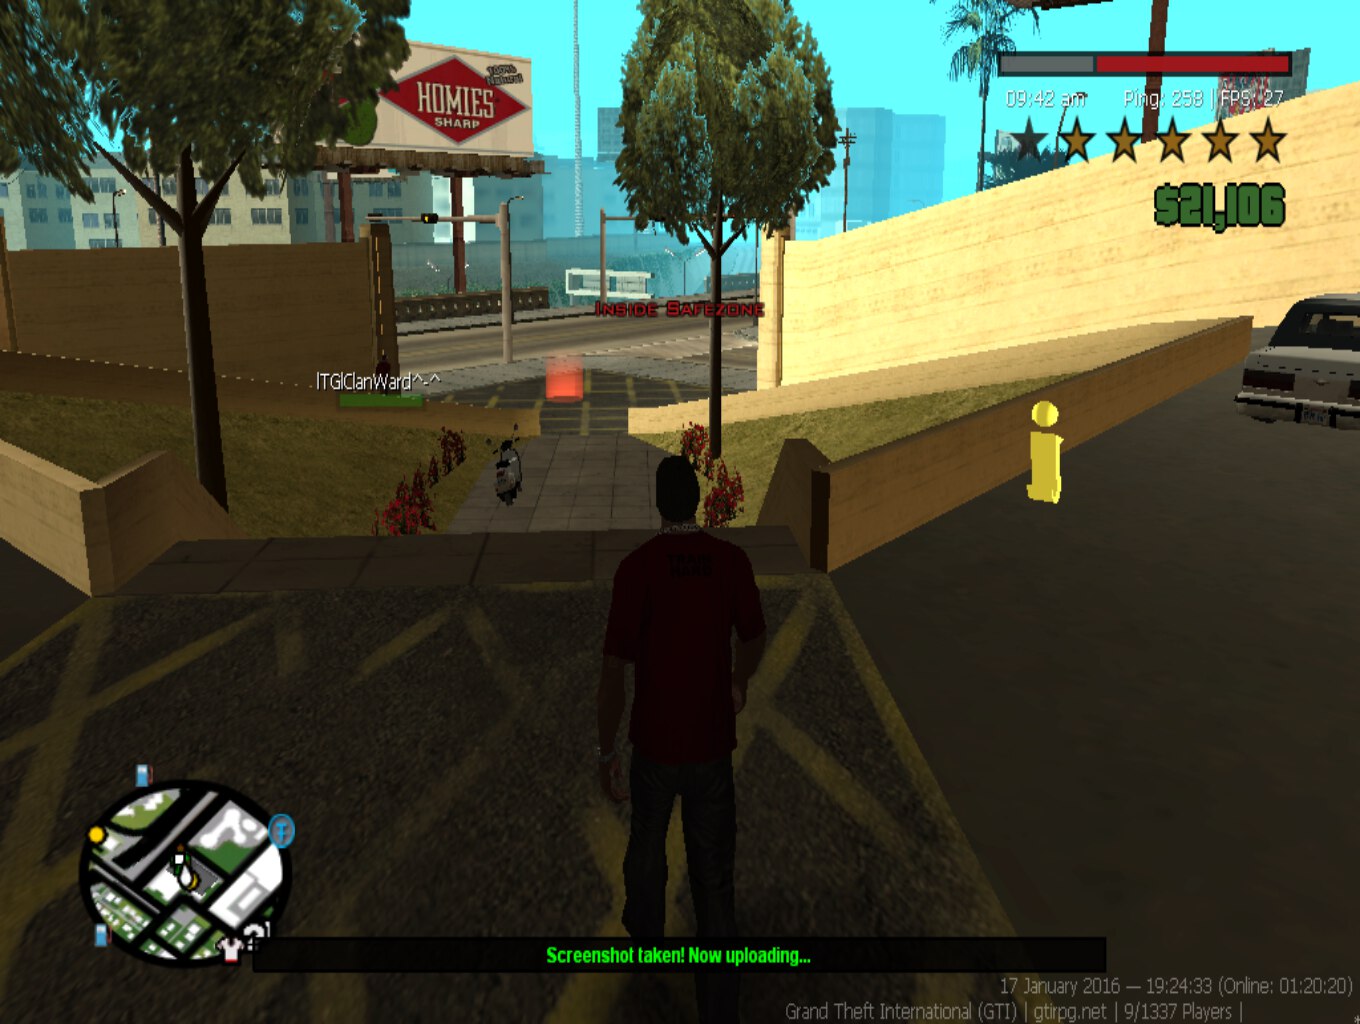 HOMIES
SHARP
09:42 am Ping: 258 | FPS: 27
$21,106
INSIDE SAFEZONE
|TG|ClanWard^-^
Screenshot taken! Now uploading...
17 January 2016 — 19:24:33 (Online: 01:20:20)
Grand Theft International (GTI) | gtirpg.net | 9/1337 Players |